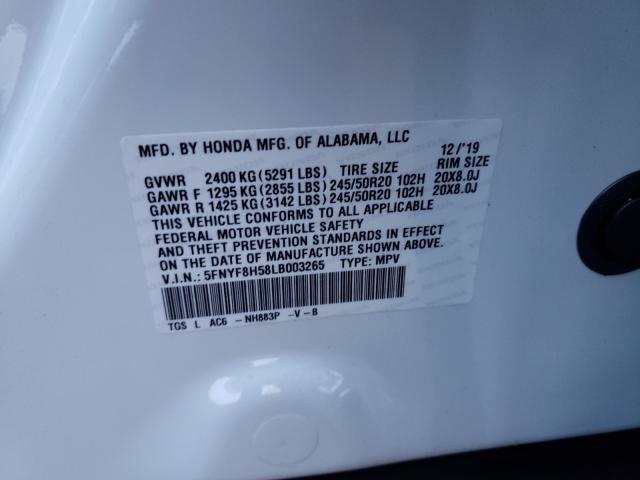 MFD. BY HONDA MFG. OF ALABAMA, LLC 12/'19
GVWR 2400 KG (5291 LBS) TIRE SIZE RIM SIZE
GAWR F 1295 KG (2855 LBS) 245/50R20 102H 20X8.0J
GAWR R 1425 KG (3142 LBS) 245/50R20 102H 20X8.0J
THIS VEHICLE CONFORMS TO ALL APPLICABLE
FEDERAL MOTOR VEHICLE SAFETY
AND THEFT PREVENTION STANDARDS IN EFFECT
ON THE DATE OF MANUFACTURE SHOWN ABOVE.
V.I.N.: 5FNYF8H58LB003265 TYPE: MPV
TGS L AC6 - NH883P -V-B